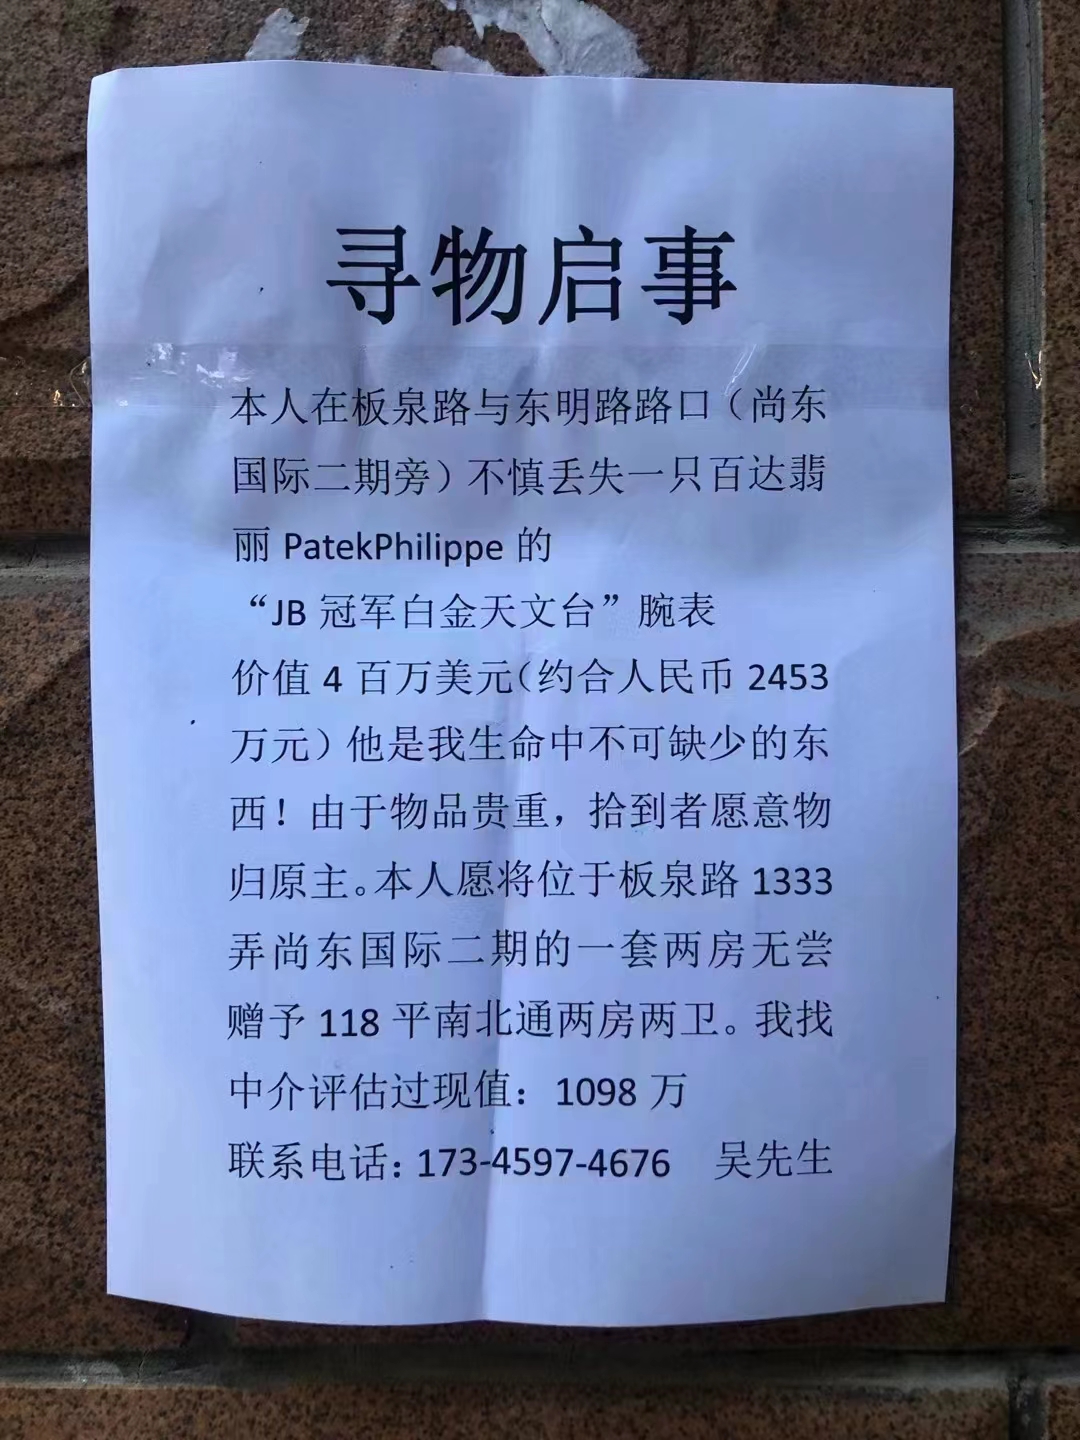 寻物启事
本人在板泉路与东明路路口（尚东
国际二期旁）不慎丢失一只百达翡
丽 PatekPhilippe 的
“JB 冠军白金天文台”腕表
价值 4 百万美元（约合人民币 2453
万元）他是我生命中不可缺少的东
西！由于物品贵重，拾到者愿意物
归原主。本人愿将位于板泉路 1333
弄尚东国际二期的一套两房无尝
赠予 118 平南北通两房两卫。我找
中介评估过现值：1098 万
联系电话：173-4597-4676 吴先生